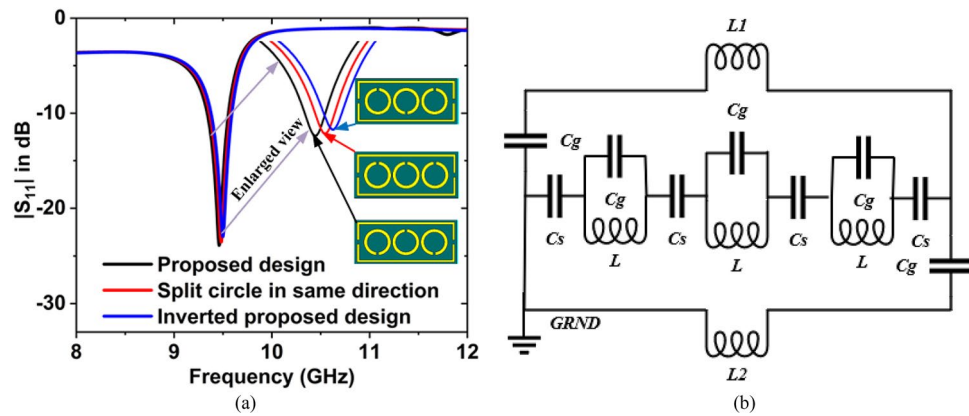 (a)
0
-10
-20
-30
|S11| in dB
Enlarged view
Proposed design
Split circle in same direction
Inverted proposed design
8
9
10
11
12
Frequency (GHz)
(a)
L1
Cg
Cg
Cg
Cg
Cs
Cs
Cs
Cs
L
L
L
Cg
GRND
L2
(b)